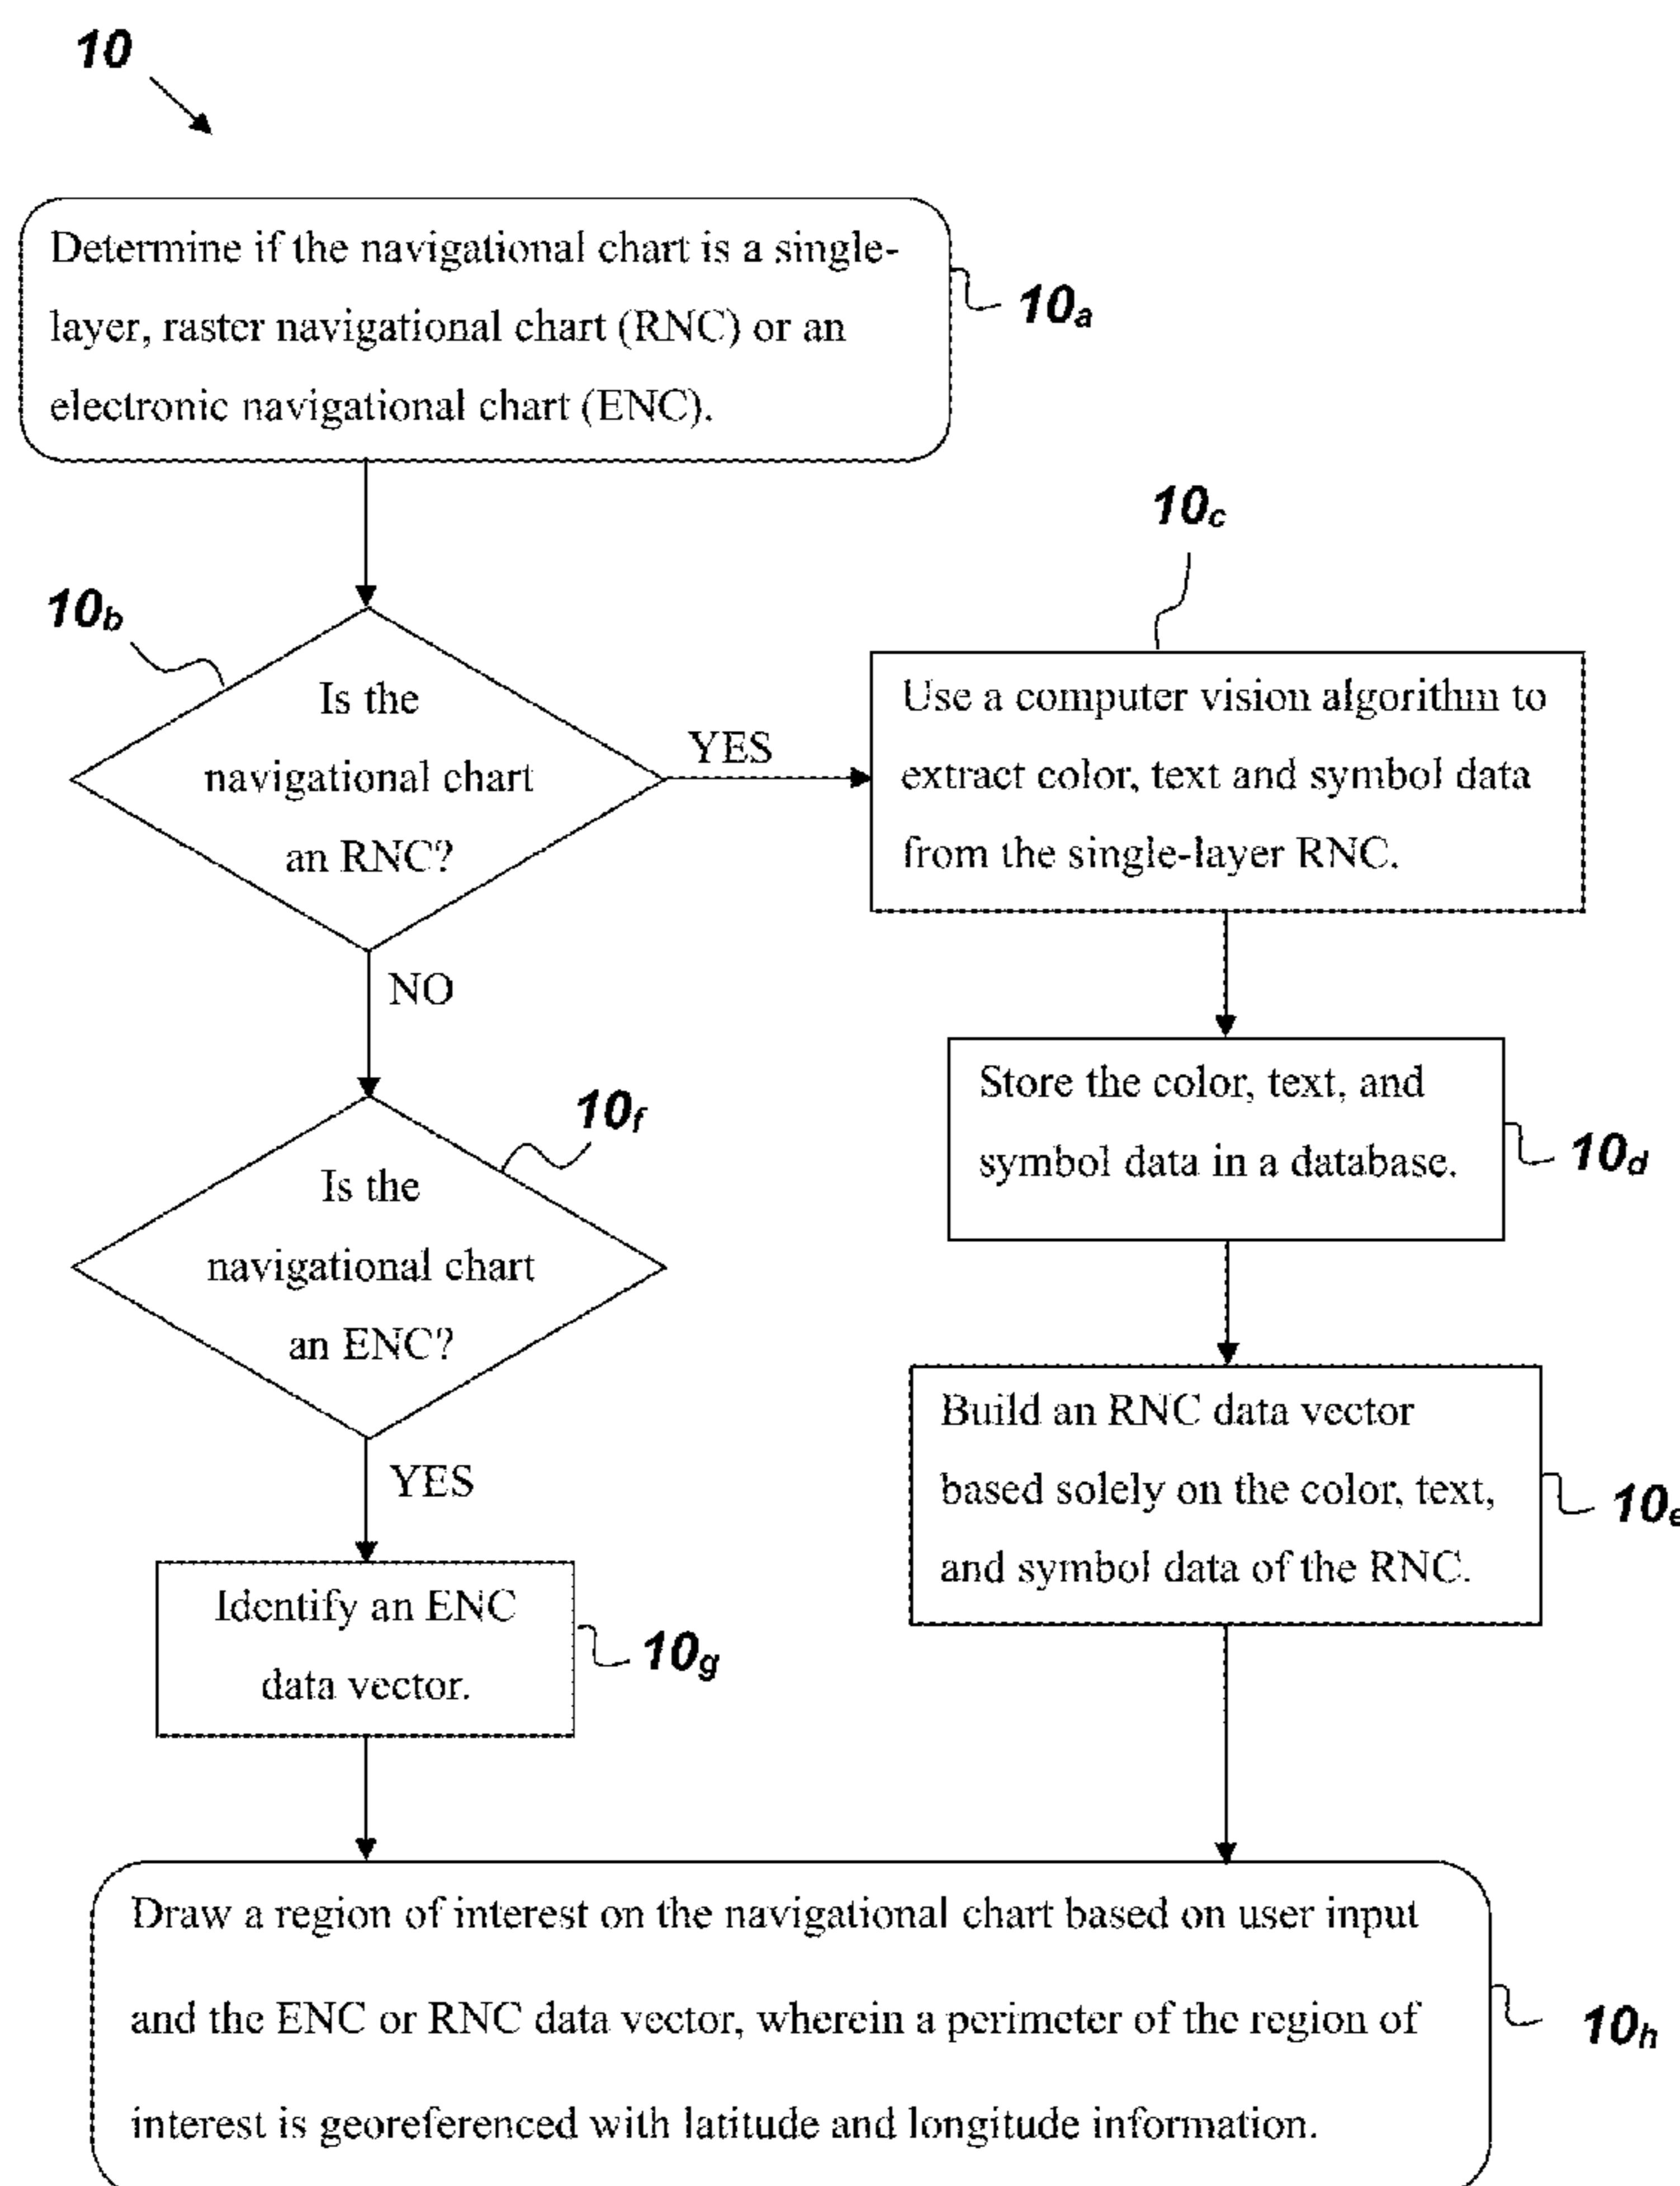 10
Determine if the navigational chart is a single-
layer, raster navigational chart (RNC) or an
electronic navigational chart (ENC).
10a
10c
10b
Is the
navigational chart
an RNC?
YES
Use a computer vision algorithm to
extract color, text and symbol data
from the single-layer RNC.
NO
10f
Store the color, text, and
symbol data in a database.
10d
Is the
navigational chart
an ENC?
Build an RNC data vector
based solely on the color, text,
and symbol data of the RNC.
10e
YES
Identify an ENC
data vector.
10g
Draw a region of interest on the navigational chart based on user input
and the ENC or RNC data vector, wherein a perimeter of the region of
interest is georeferenced with latitude and longitude information.
10h